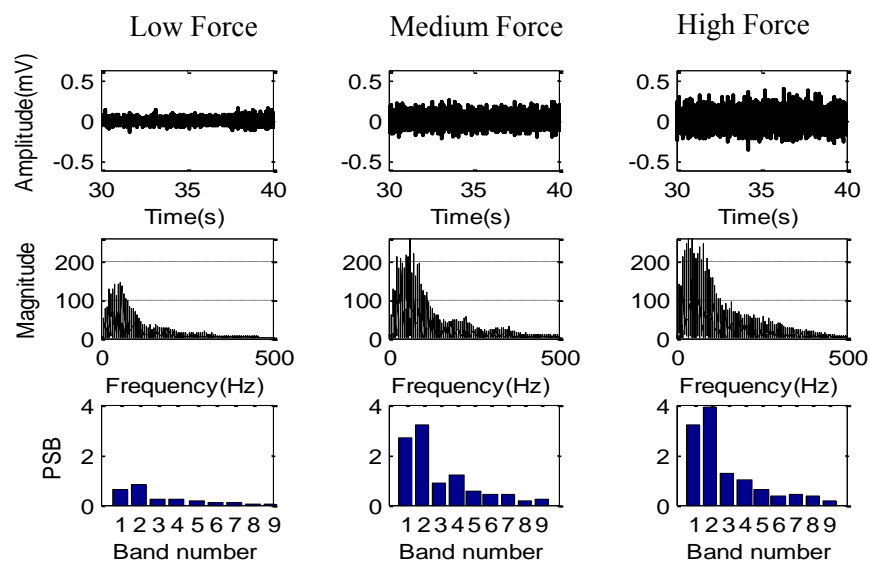 Low Force Medium Force High Force
Amplitude(mV)
0.5 0.5 0.5
0 0 0
-0.5 -0.5 -0.5
30 35 40 30 35 40 30 35 40
Time(s) Time(s) Time(s)
Magnitude
200 200 200
100 100 100
0 0 0
0 500 0 500 0 500
Frequency(Hz) Frequency(Hz) Frequency(Hz)
PSB
4 4 4
2 2 2
0 0 0
1 2 3 4 5 6 7 8 9 1 2 3 4 5 6 7 8 9 1 2 3 4 5 6 7 8 9
Band number Band number Band number